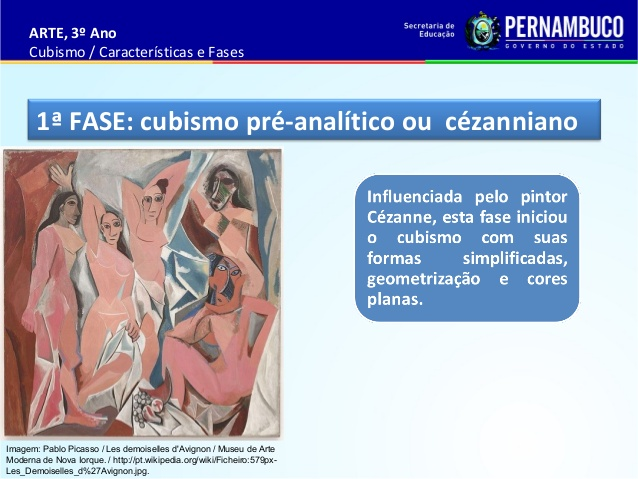 ARTE, 3º Ano
Cubismo / Características e Fases
Secretaria de
Educação
PERNAMBUCO
GOVERNO DO ESTADO
1ª FASE: cubismo pré-analítico ou cézanniano
Influenciada pelo pintor
Cézanne, esta fase iniciou
o cubismo com suas
formas simplificadas,
geometrização e cores
planas.
Imagem: Pablo Picasso / Les demoiselles d'Avignon / Museu de Arte
Moderna de Nova Iorque. / http://pt.wikipedia.org/wiki/Ficheiro:579px-
Les_Demoiselles_d%27Avignon.jpg.